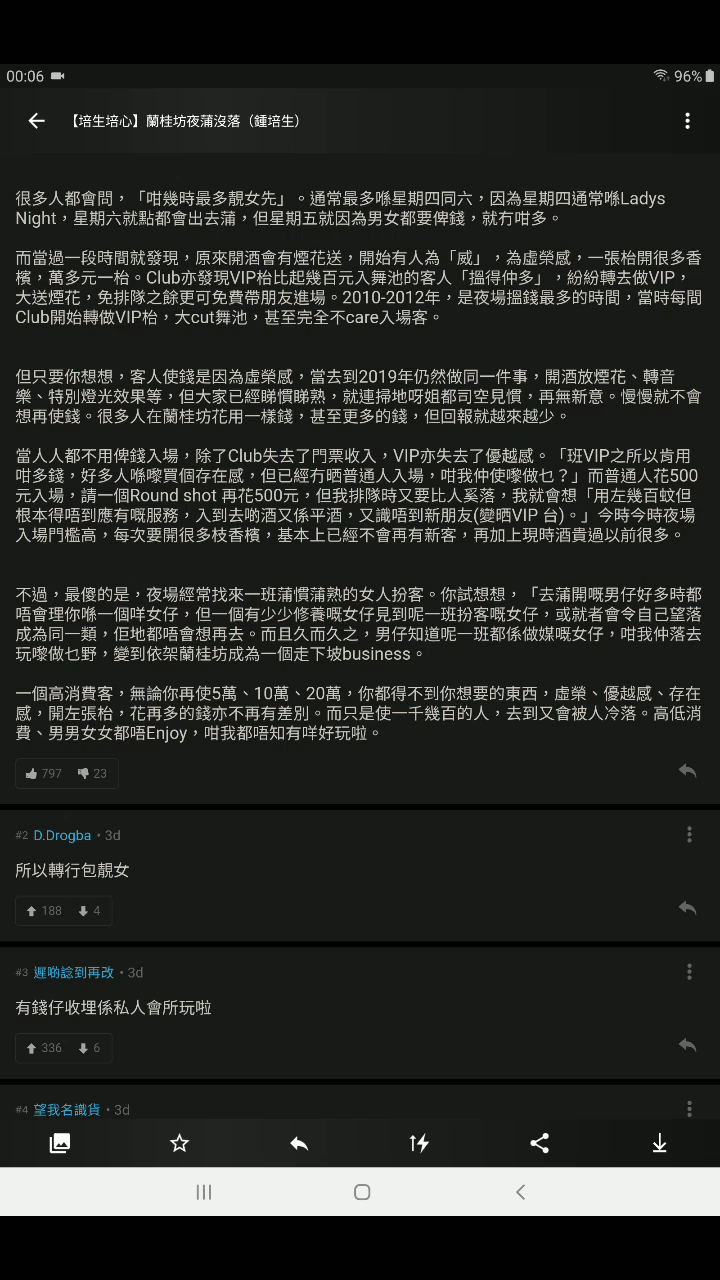 00:06
96%
【培生培心】蘭桂坊夜蒲沒落（鍾培生）
很多人都會問，「咁幾時最多靚女先」。通常最多喺星期四同六，因為星期四通常喺Ladys
Night，星期六就點都會出去蒲，但星期五就因為男女都要俾錢，就冇咁多。
而當過一段時間就發現，原來開酒會有煙花送，開始有人為「威」，為虛榮感，一張枱開很多香
檳，萬多元一枱。Club亦發現VIP枱比起幾百元入舞池的客人「搵得仲多」，紛紛轉去做VIP，
大送煙花，免排隊之餘更可免費帶朋友進場。2010-2012年，是夜場搵錢最多的時間，當時每間
Club開始轉做VIP枱，大cut舞池，甚至完全不care入場客。
但只要你想想，客人使錢是因為虛榮感，當去到2019年仍然做同一件事，開酒放煙花、轉音
樂、特別燈光效果等，但大家已經睇慣睇熟，就連掃地呀姐都司空見慣，再無新意。慢慢就不會
想再使錢。很多人在蘭桂坊花用一樣錢，甚至更多的錢，但回報就越來越少。
當人人都不用俾錢入場，除了Club失去了門票收入，VIP亦失去了優越感。「班VIP之所以肯用
咁多錢，好多人喺嚟買個存在感，但已經冇晒普通人入場，咁我仲使嚟做乜？」而普通人花500
元入場，請一個Round shot 再花500元，但我排隊時又要比人奚落，我就會想「用左幾百蚊但
根本得唔到應有嘅服務，入到去啲酒又係平酒，又識唔到新朋友(變晒VIP 台)。」今時今時夜場
入場門檻高，每次要開很多枝香檳，基本上已經不會再有新客，再加上現時酒貴過以前很多。
不過，最傻的是，夜場經常找來一班蒲慣蒲熟的女人扮客。你試想想，「去蒲開嘅男仔好多時都
唔會理你喺一個咩女仔，但一個有少少修養嘅女仔見到呢一班扮客嘅女仔，或就者會令自己望落
成為同一類，佢地都唔會想再去。而且久而久之，男仔知道呢一班都係做媒嘅女仔，咁我仲落去
玩嚟做乜野，變到依架蘭桂坊成為一個走下坡business。
一個高消費客，無論你再使5萬、10萬、20萬，你都得不到你想要的東西，虛榮、優越感、存在
感，開左張枱，花再多的錢亦不再有差別。而只是使一千幾百的人，去到又會被人冷落。高低消
費、男男女女都唔Enjoy，咁我都唔知有咩好玩啦。
797 23
#2 D.Drogba • 3d
所以轉行包靚女
188 4
#3 遲啲諗到再改 • 3d
有錢仔收埋係私人會所玩啦
336 6
#4 望我名識貨 • 3d